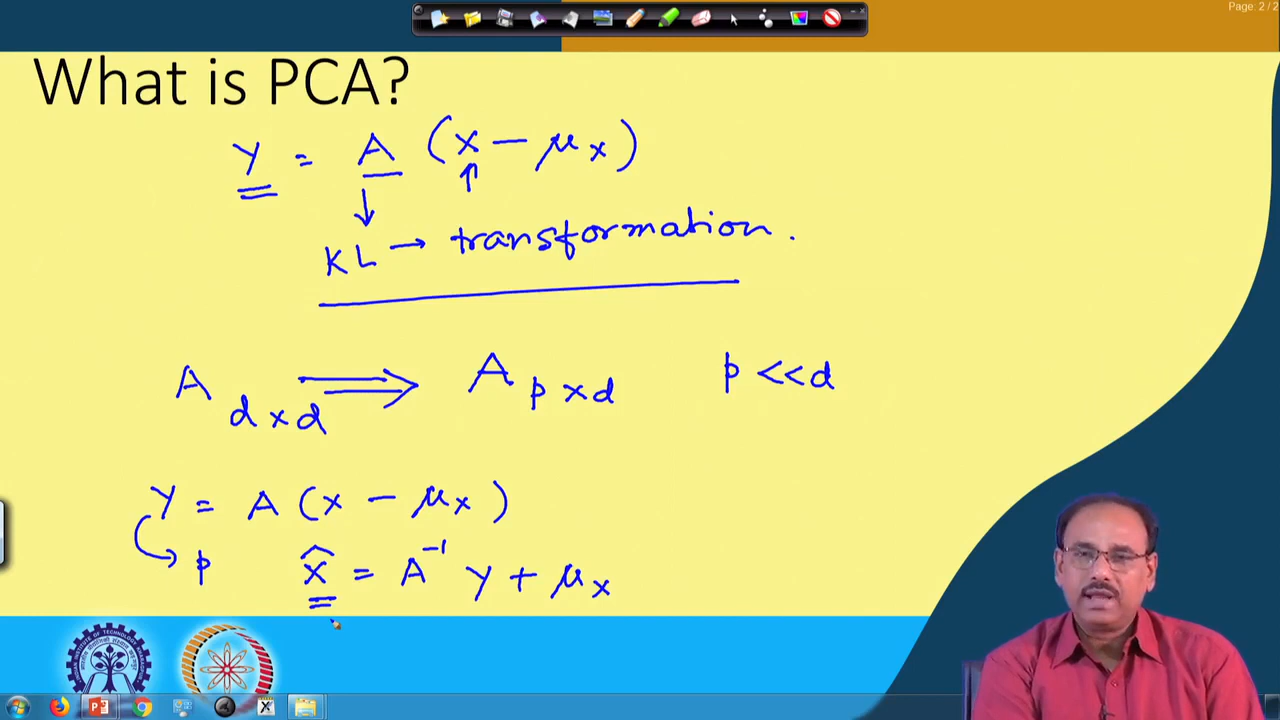 Page: 2 / 2
What is PCA?
Y = A (x − μx)
KL → transformation.
A d×d ⟹ A p×d p << d
Y = A (x − μx)
p x̂ = A⁻¹ y + μx